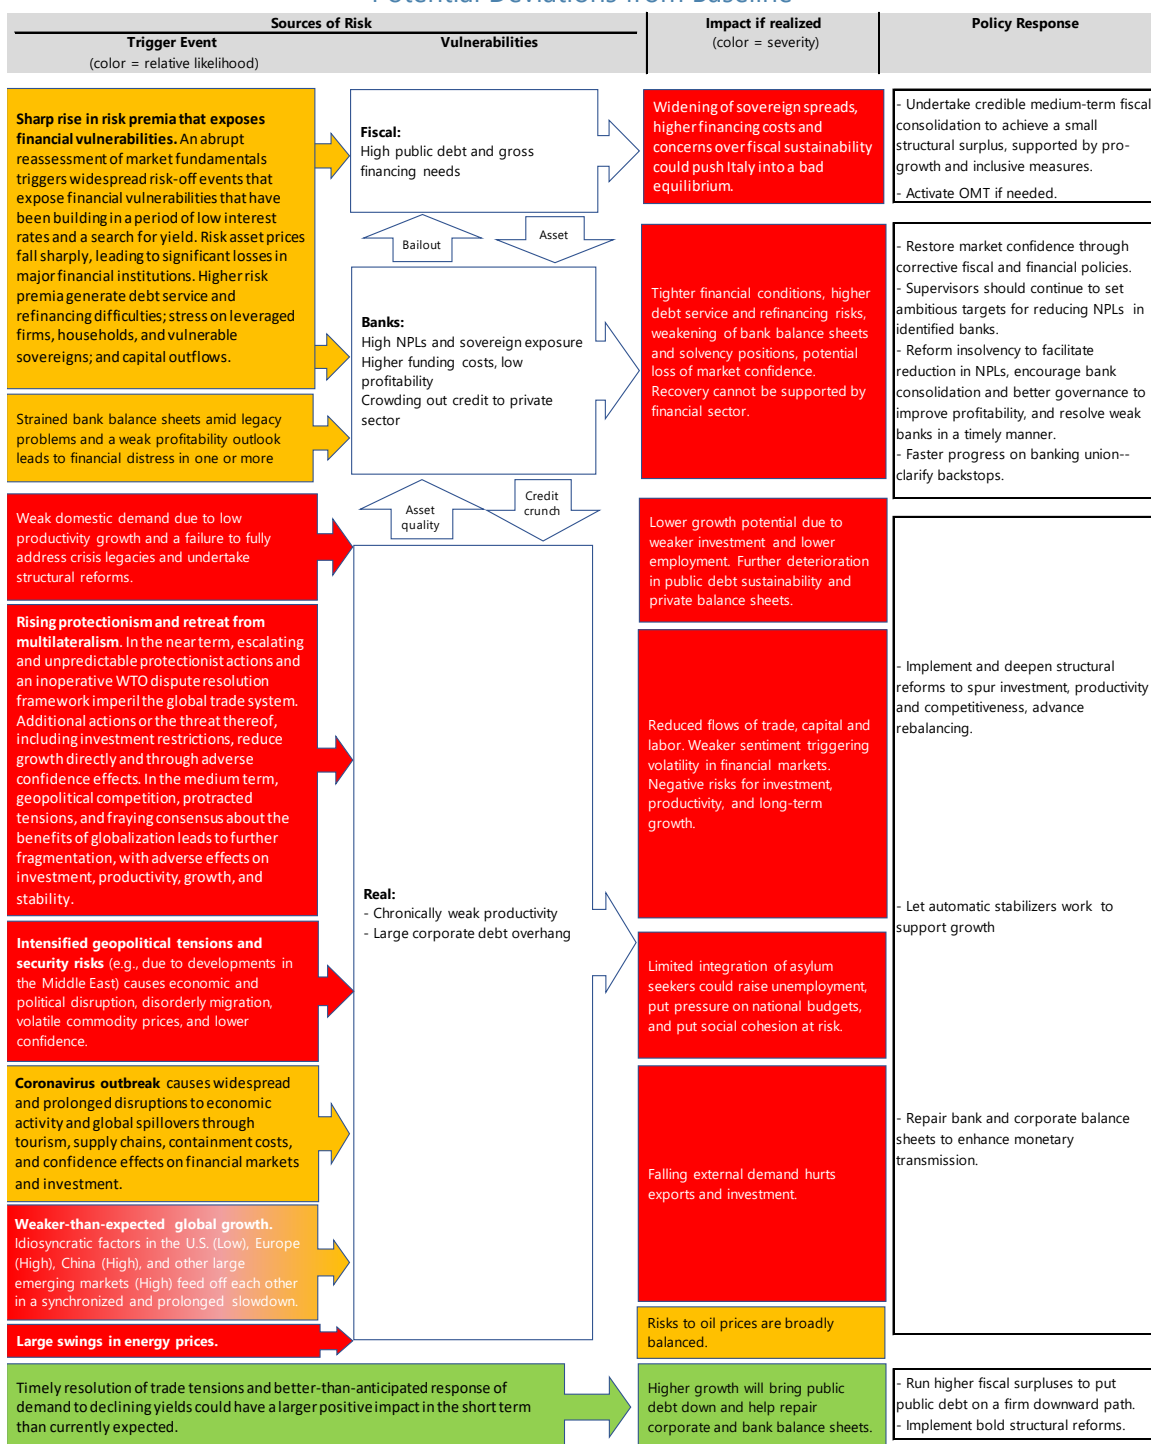 Potential Deviations from Baseline
Sources of Risk
Trigger Event
(color = relative likelihood)
Vulnerabilities
Impact if realized
(color = severity)
Policy Response
Sharp rise in risk premia that exposes
financial vulnerabilities. An abrupt
reassessment of market fundamentals
triggers widespread risk-off events that
expose financial vulnerabilities that have
been building in a period of low interest
rates and a search for yield. Risk asset prices
fall sharply, leading to significant losses in
major financial institutions. Higher risk
premia generate debt service and
refinancing difficulties; stress on leveraged
firms, households, and vulnerable
sovereigns; and capital outflows.
Fiscal:
High public debt and gross
financing needs
Widening of sovereign spreads,
higher financing costs and
concerns over fiscal sustainability
could push Italy into a bad
equilibrium.
- Undertake credible medium-term fiscal
consolidation to achieve a small
structural surplus, supported by pro-
growth and inclusive measures.
- Activate OMT if needed.
Bailout
Asset
Banks:
High NPLs and sovereign exposure
Higher funding costs, low
profitability
Crowding out credit to private
sector
Tighter financial conditions, higher
debt service and refinancing risks,
weakening of bank balance sheets
and solvency positions, potential
loss of market confidence.
Recovery cannot be supported by
financial sector.
- Restore market confidence through
corrective fiscal and financial policies.
- Supervisors should continue to set
ambitious targets for reducing NPLs in
identified banks.
- Reform insolvency to facilitate
reduction in NPLs, encourage bank
consolidation and better governance to
improve profitability, and resolve weak
banks in a timely manner.
- Faster progress on banking union--
clarify backstops.
Strained bank balance sheets amid legacy
problems and a weak profitability outlook
leads to financial distress in one or more
Asset
quality
Credit
crunch
Weak domestic demand due to low
productivity growth and a failure to fully
address crisis legacies and undertake
structural reforms.
Lower growth potential due to
weaker investment and lower
employment. Further deterioration
in public debt sustainability and
private balance sheets.
Rising protectionism and retreat from
multilateralism. In the near term, escalating
and unpredictable protectionist actions and
an inoperative WTO dispute resolution
framework imperil the global trade system.
Additional actions or the threat thereof,
including investment restrictions, reduce
growth directly and through adverse
confidence effects. In the medium term,
geopolitical competition, protracted
tensions, and fraying consensus about the
benefits of globalization leads to further
fragmentation, with adverse effects on
investment, productivity, growth, and
stability.
Reduced flows of trade, capital and
labor. Weaker sentiment triggering
volatility in financial markets.
Negative risks for investment,
productivity, and long-term
growth.
- Implement and deepen structural
reforms to spur investment, productivity
and competitiveness, advance
rebalancing.
Real:
- Chronically weak productivity
- Large corporate debt overhang
- Let automatic stabilizers work to
support growth
Intensified geopolitical tensions and
security risks (e.g., due to developments in
the Middle East) causes economic and
political disruption, disorderly migration,
volatile commodity prices, and lower
confidence.
Limited integration of asylum
seekers could raise unemployment,
put pressure on national budgets,
and put social cohesion at risk.
Coronavirus outbreak causes widespread
and prolonged disruptions to economic
activity and global spillovers through
tourism, supply chains, containment costs,
and confidence effects on financial markets
and investment.
Falling external demand hurts
exports and investment.
- Repair bank and corporate balance
sheets to enhance monetary
transmission.
Weaker-than-expected global growth.
Idiosyncratic factors in the U.S. (Low), Europe
(High), China (High), and other large
emerging markets (High) feed off each other
in a synchronized and prolonged slowdown.
Large swings in energy prices.
Risks to oil prices are broadly
balanced.
Timely resolution of trade tensions and better-than-anticipated response of
demand to declining yields could have a larger positive impact in the short term
than currently expected.
Higher growth will bring public
debt down and help repair
corporate and bank balance sheets.
- Run higher fiscal surpluses to put
public debt on a firm downward path.
- Implement bold structural reforms.